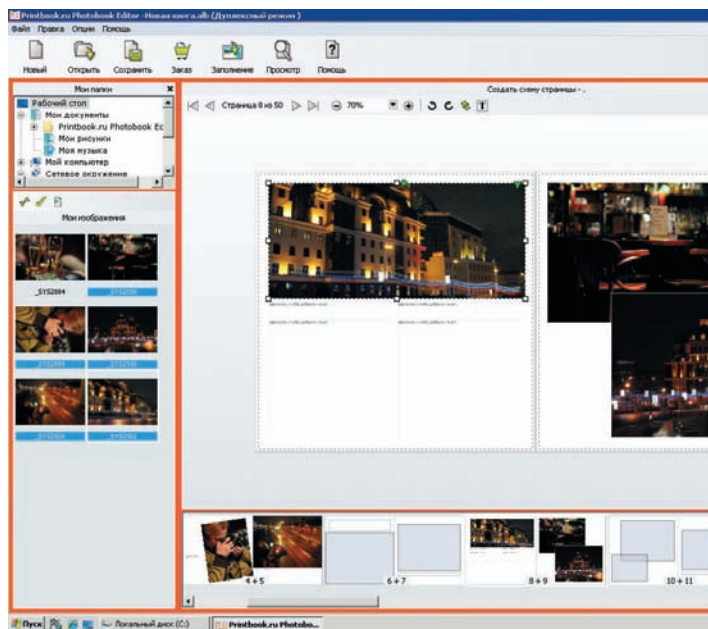 Printbook.ru Photobook Editor -Новая книга.alb (Дуплексный режим )
Файл Правка Опции Помощь
Новый Открыть Сохранить Заказ Заполнение Просмотр Помощь
Мои папки
Рабочий стол
Мои документы
Printbook.ru Photobook Ec
Мои рисунки
Моя музыка
Мой компьютер
Сетевое окружение
Мои изображения
_SYS2884
Создать схему страницы - .
Страница 8 из 50 70% T
4 + 5 6 + 7 8 + 9 10 + 11
Пуск Локальный диск (C:) Printbook.ru Photobo...